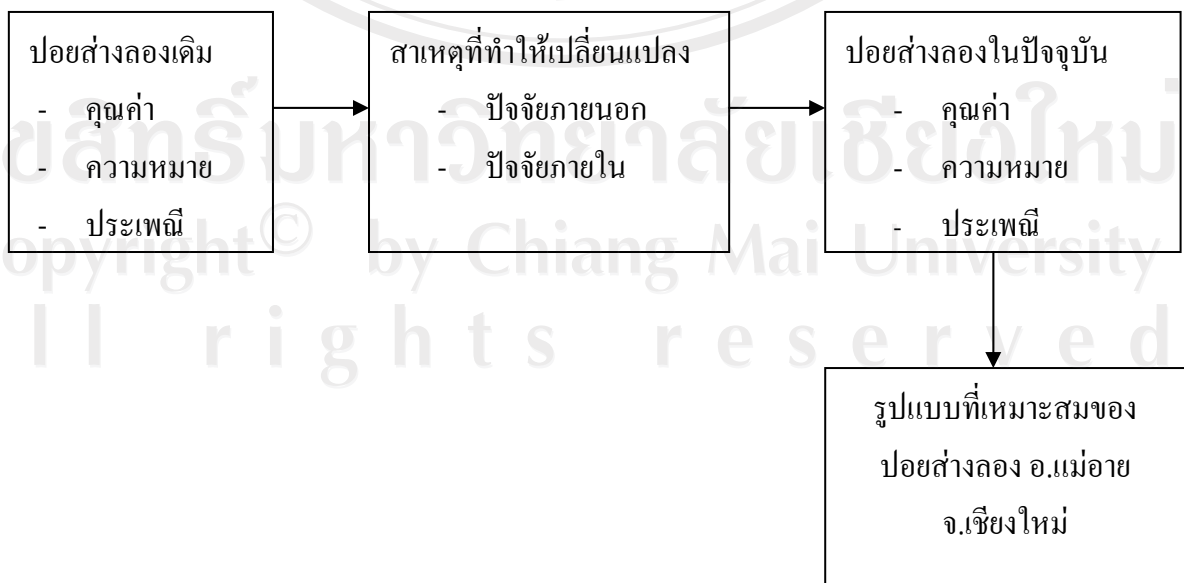 ปอยส่างลองเดิม
- คุณค่า
- ความหมาย
- ประเพณี
สาเหตุที่ทำให้เปลี่ยนแปลง
- ปัจจัยภายนอก
- ปัจจัยภายใน
ปอยส่างลองในปัจจุบัน
- คุณค่า
- ความหมาย
- ประเพณี
รูปแบบที่เหมาะสมของ
ปอยส่างลอง อ.แม่อาย
จ.เชียงใหม่
ขสิทธิ์มหาวิทยาลัยเชียงใหม่
opyright© by Chiang Mai University
ll rights reserved